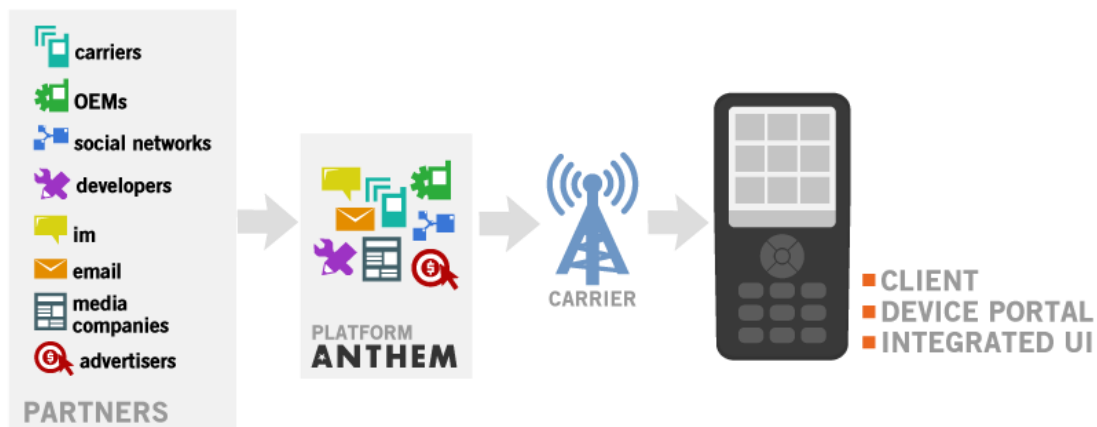 carriers
OEMs
social networks
developers
im
email
media
companies
advertisers
PARTNERS
PLATFORM
ANTHEM
CARRIER
CLIENT
DEVICE PORTAL
INTEGRATED UI